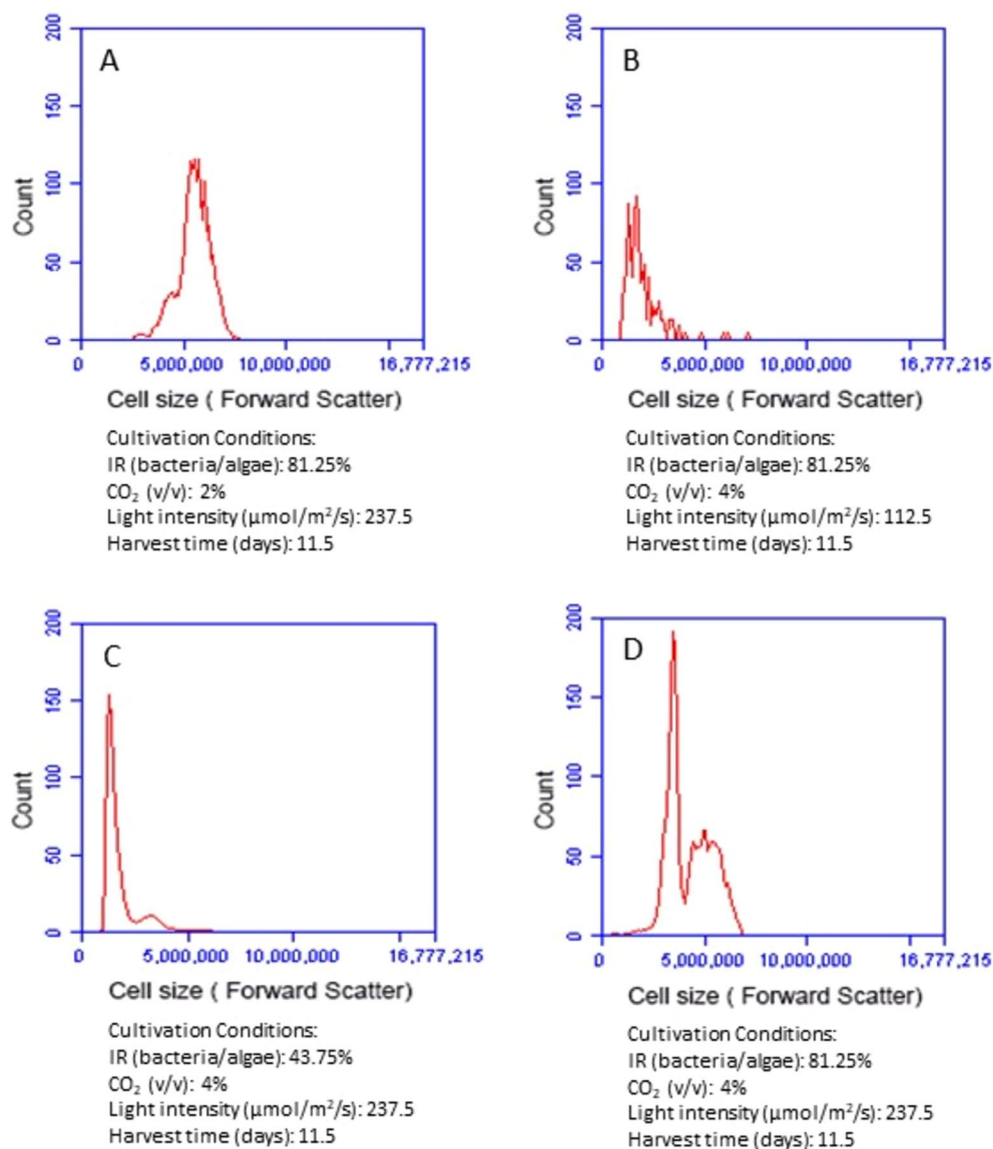 A
200
150
100
50
0
Count
0 5,000,000 10,000,000 16,777,215
Cell size ( Forward Scatter)
Cultivation Conditions:
IR (bacteria/algae): 81.25%
CO₂ (v/v): 2%
Light intensity (µmol/m²/s): 237.5
Harvest time (days): 11.5
B
200
150
100
50
0
Count
0 5,000,000 10,000,000 16,777,215
Cell size ( Forward Scatter)
Cultivation Conditions:
IR (bacteria/algae): 81.25%
CO₂ (v/v): 4%
Light intensity (µmol/m²/s): 112.5
Harvest time (days): 11.5
C
200
150
100
50
0
Count
0 5,000,000 10,000,000 16,777,215
Cell size ( Forward Scatter)
Cultivation Conditions:
IR (bacteria/algae): 43.75%
CO₂ (v/v): 4%
Light intensity (µmol/m²/s): 237.5
Harvest time (days): 11.5
D
200
150
100
50
0
Count
0 5,000,000 10,000,000 16,777,215
Cell size ( Forward Scatter)
Cultivation Conditions:
IR (bacteria/algae): 81.25%
CO₂ (v/v): 4%
Light intensity (µmol/m²/s): 237.5
Harvest time (days): 11.5